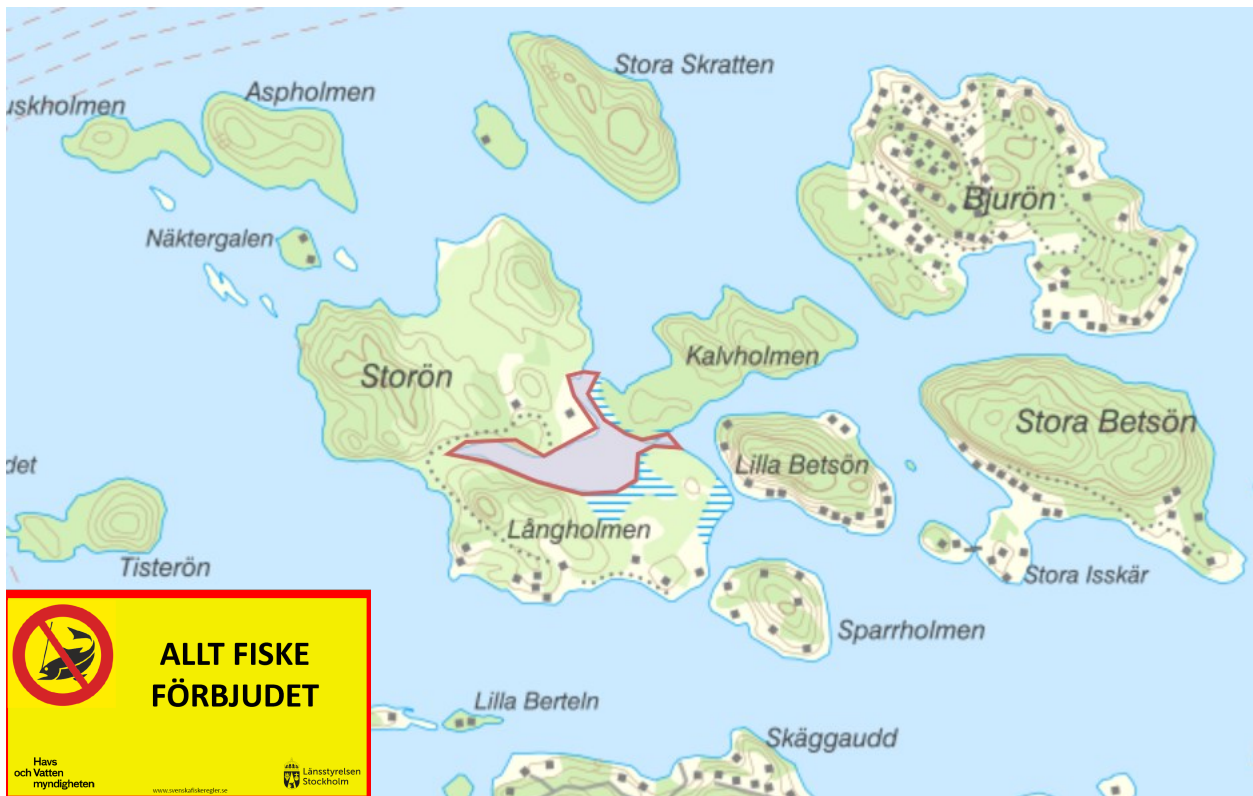 Stora Skratten
Aspholmen
uskholmen
Bjurön
Näktergalen
Kalvholmen
Storön
Stora Betsön
det
Lilla Betsön
Långholmen
Tisterön
Stora Isskär
Sparrholmen
ALLT FISKE
FÖRBJUDET
Lilla Berteln
Skäggaudd
Havs
och Vatten
myndigheten
Länsstyrelsen
Stockholm
www.svenskafiskeregler.se